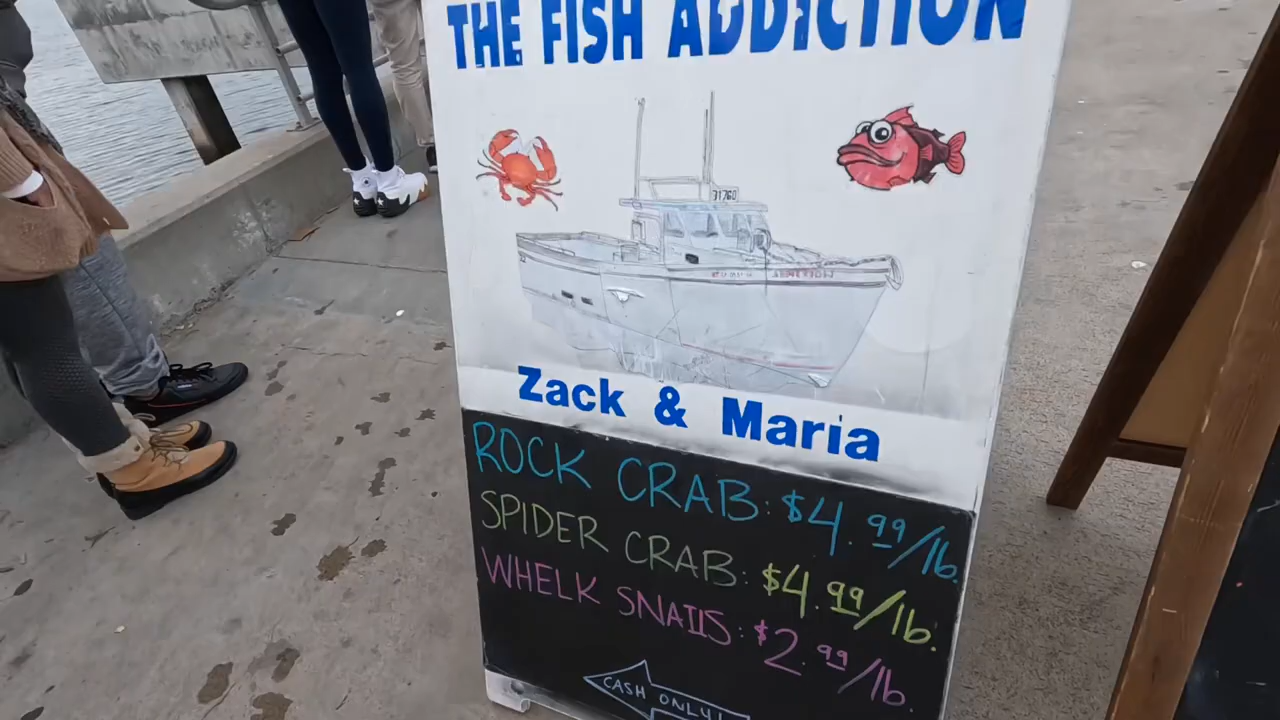 THE FISH ADDICTION
31760
Zack & Maria
ROCK CRAB: $4.99/lb.
SPIDER CRAB: $4.99/lb.
WHELK SNAILS: $2.99/lb.
CASH ONLY!